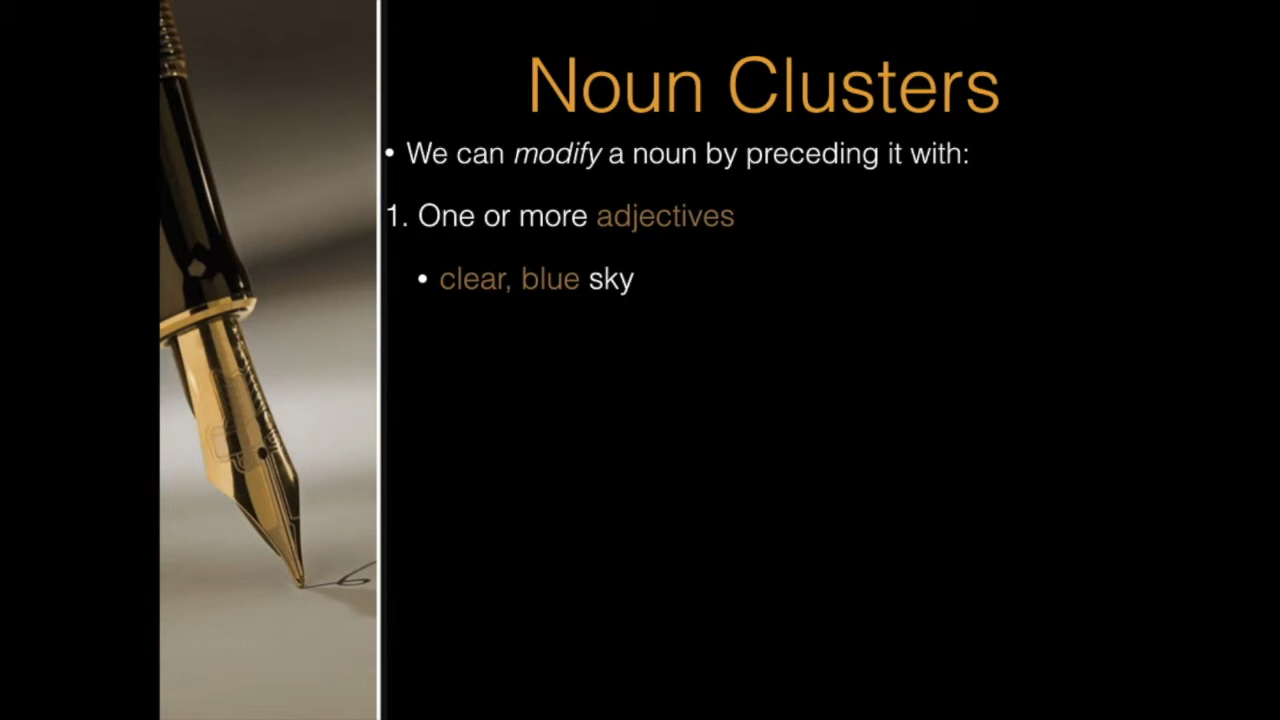 Noun Clusters
• We can modify a noun by preceding it with:
1. One or more adjectives
• clear, blue sky